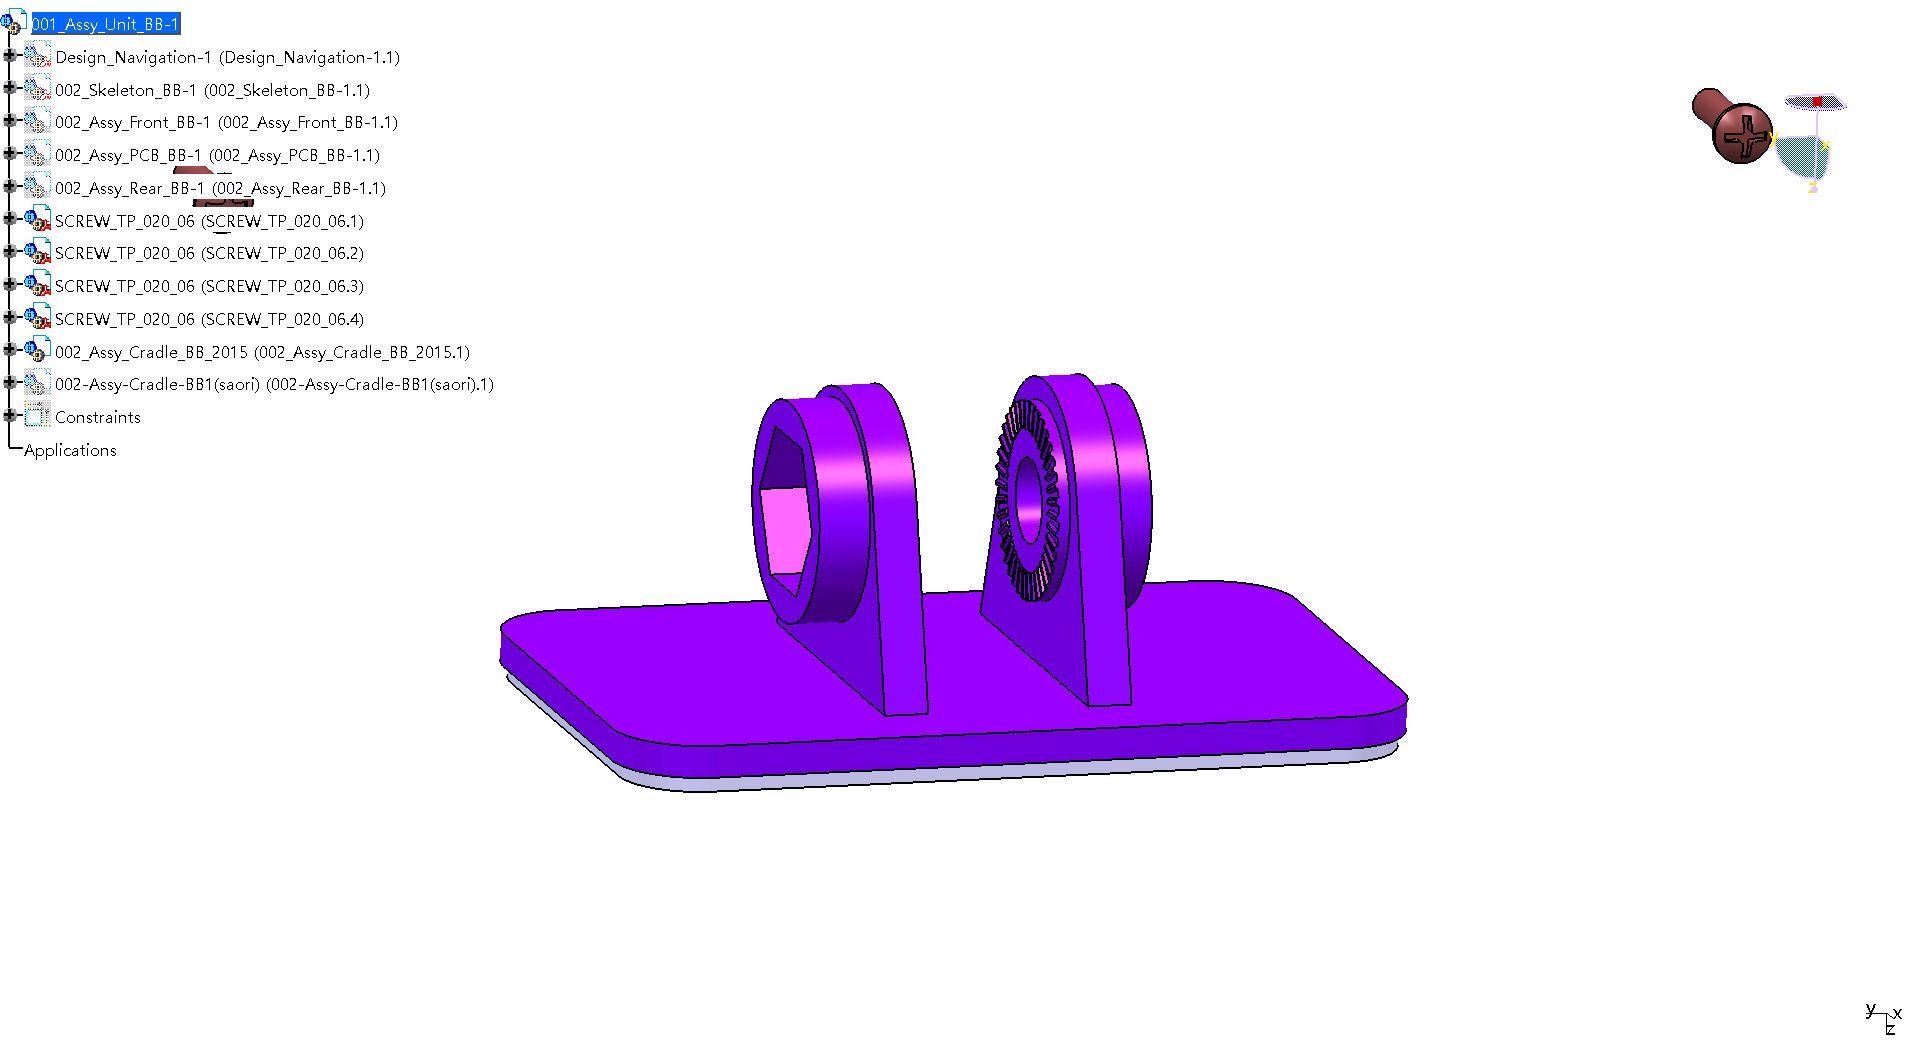 001_Assy_Unit_BB-1
Design_Navigation-1 (Design_Navigation-1.1)
002_Skeleton_BB-1 (002_Skeleton_BB-1.1)
002_Assy_Front_BB-1 (002_Assy_Front_BB-1.1)
002_Assy_PCB_BB-1 (002_Assy_PCB_BB-1.1)
002_Assy_Rear_BB-1 (002_Assy_Rear_BB-1.1)
SCREW_TP_020_06 (SCREW_TP_020_06.1)
SCREW_TP_020_06 (SCREW_TP_020_06.2)
SCREW_TP_020_06 (SCREW_TP_020_06.3)
SCREW_TP_020_06 (SCREW_TP_020_06.4)
002_Assy_Cradle_BB_2015 (002_Assy_Cradle_BB_2015.1)
002-Assy-Cradle-BB1(saori) (002-Assy-Cradle-BB1(saori).1)
Constraints
Applications
y x
z
y x
z